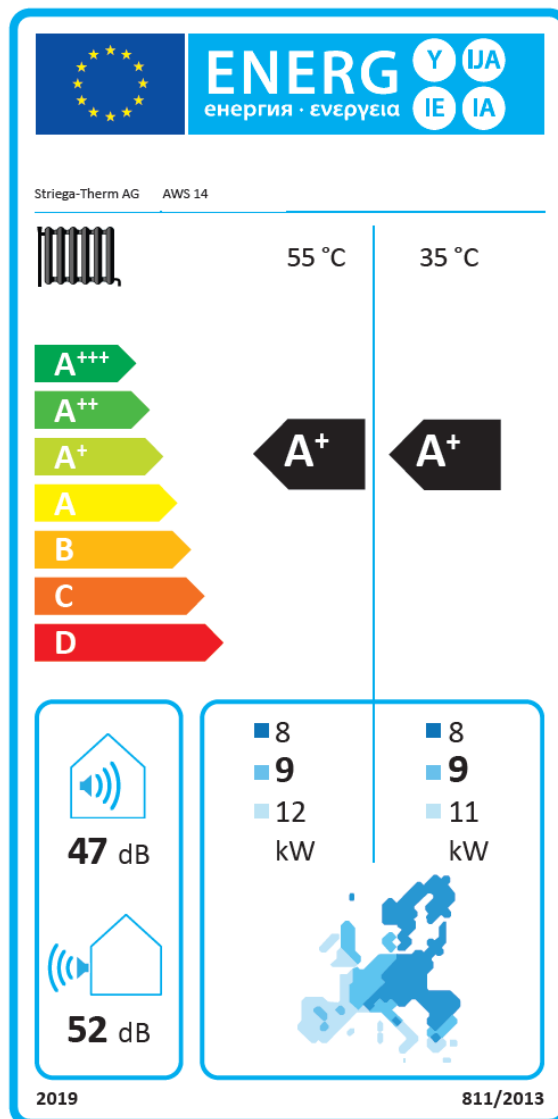 ENERG Y IJA
енергия · ενεργεια IE IA
Striega-Therm AG AWS 14
55 °C 35 °C
A+++
A++
A+ A+ A+
A
B
C
D
8 8
9 9
12 11
kW kW
47 dB
52 dB
2019 811/2013